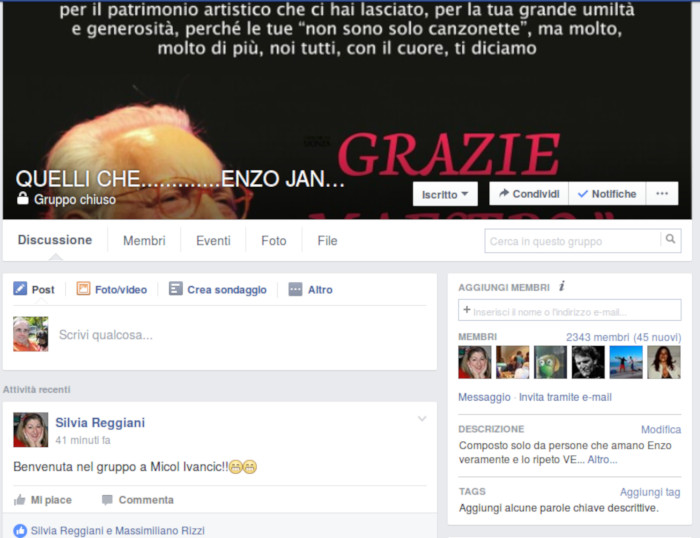 per il patrimonio artistico che ci hai lasciato, per la tua grande umiltà
e generosità, perché le tue "non sono solo canzonette", ma molto,
molto di più, noi tutti, con il cuore, ti diciamo
GRAZIE
MAESTRO"
QUELLI CHE.............ENZO JAN...
Gruppo chiuso
Iscritto
Condividi
Notifiche
...
Discussione
Membri
Eventi
Foto
File
Cerca in questo gruppo
Post
Foto/video
Crea sondaggio
Altro
Scrivi qualcosa...
Attività recenti
Silvia Reggiani
41 minuti fa
Benvenuta nel gruppo a Micol Ivancic!!
Mi piace
Commenta
Silvia Reggiani e Massimiliano Rizzi
AGGIUNGI MEMBRI i
+ Inserisci il nome o l'indirizzo e-mail...
MEMBRI
2343 membri (45 nuovi)
Messaggio · Invita tramite e-mail
DESCRIZIONE
Modifica
Composto solo da persone che amano Enzo
veramente e lo ripeto VE... Altro...
TAGS
Aggiungi tag
Aggiungi alcune parole chiave descrittive.